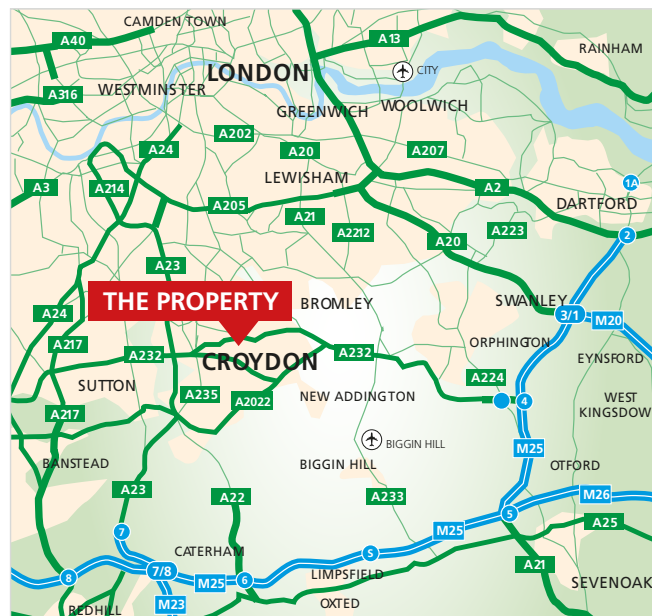 CAMDEN TOWN
A40
A13
RAINHAM
LONDON
CITY
A316
WESTMINSTER
GREENWICH
WOOLWICH
A202
A24
A20
A207
LEWISHAM
1A
A3
A214
A2
A205
DARTFORD
A21
A2212
A223
2
A20
A23
THE PROPERTY
BROMLEY
SWANLEY
A24
3/1
M20
A217
ORPHINGTON
A232
CROYDON
A232
EYNSFORD
SUTTON
A224
A235
A2022
NEW ADDINGTON
4
WEST
KINGSDOW
A217
BIGGIN HILL
M25
BANSTEAD
BIGGIN HILL
OTFORD
A23
A22
A233
M26
5
7
M25
A25
CATERHAM
S
A21
8
7/8
M25
6
LIMPSFIELD
SEVENOAK
REDHILL
M23
OXTED